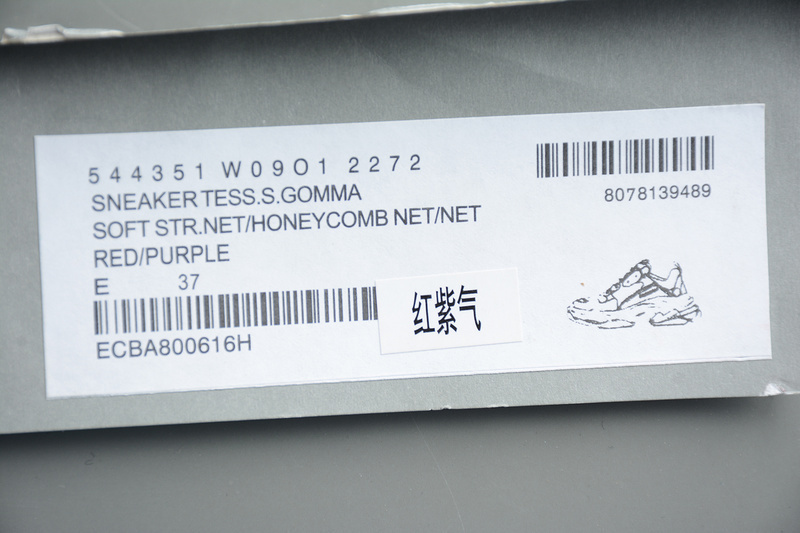 544351 W09O1 2272
SNEAKER TESS.S.GOMMA
SOFT STR.NET/HONEYCOMB NET/NET
RED/PURPLE
E 37
ECBA800616H
8078139489
红紫气